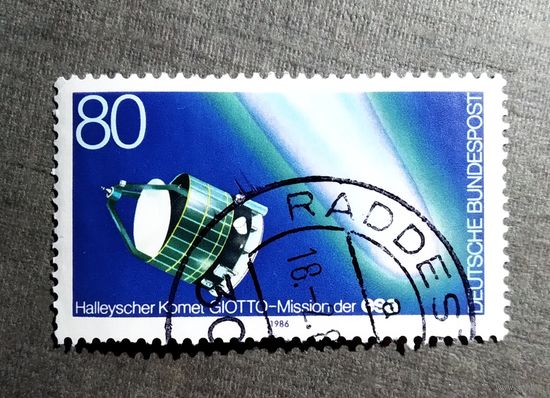 80
DEUTSCHE BUNDESPOST
Halleyscher Komet GIOTTO-Mission der esa
1986
RADDES
18.
a